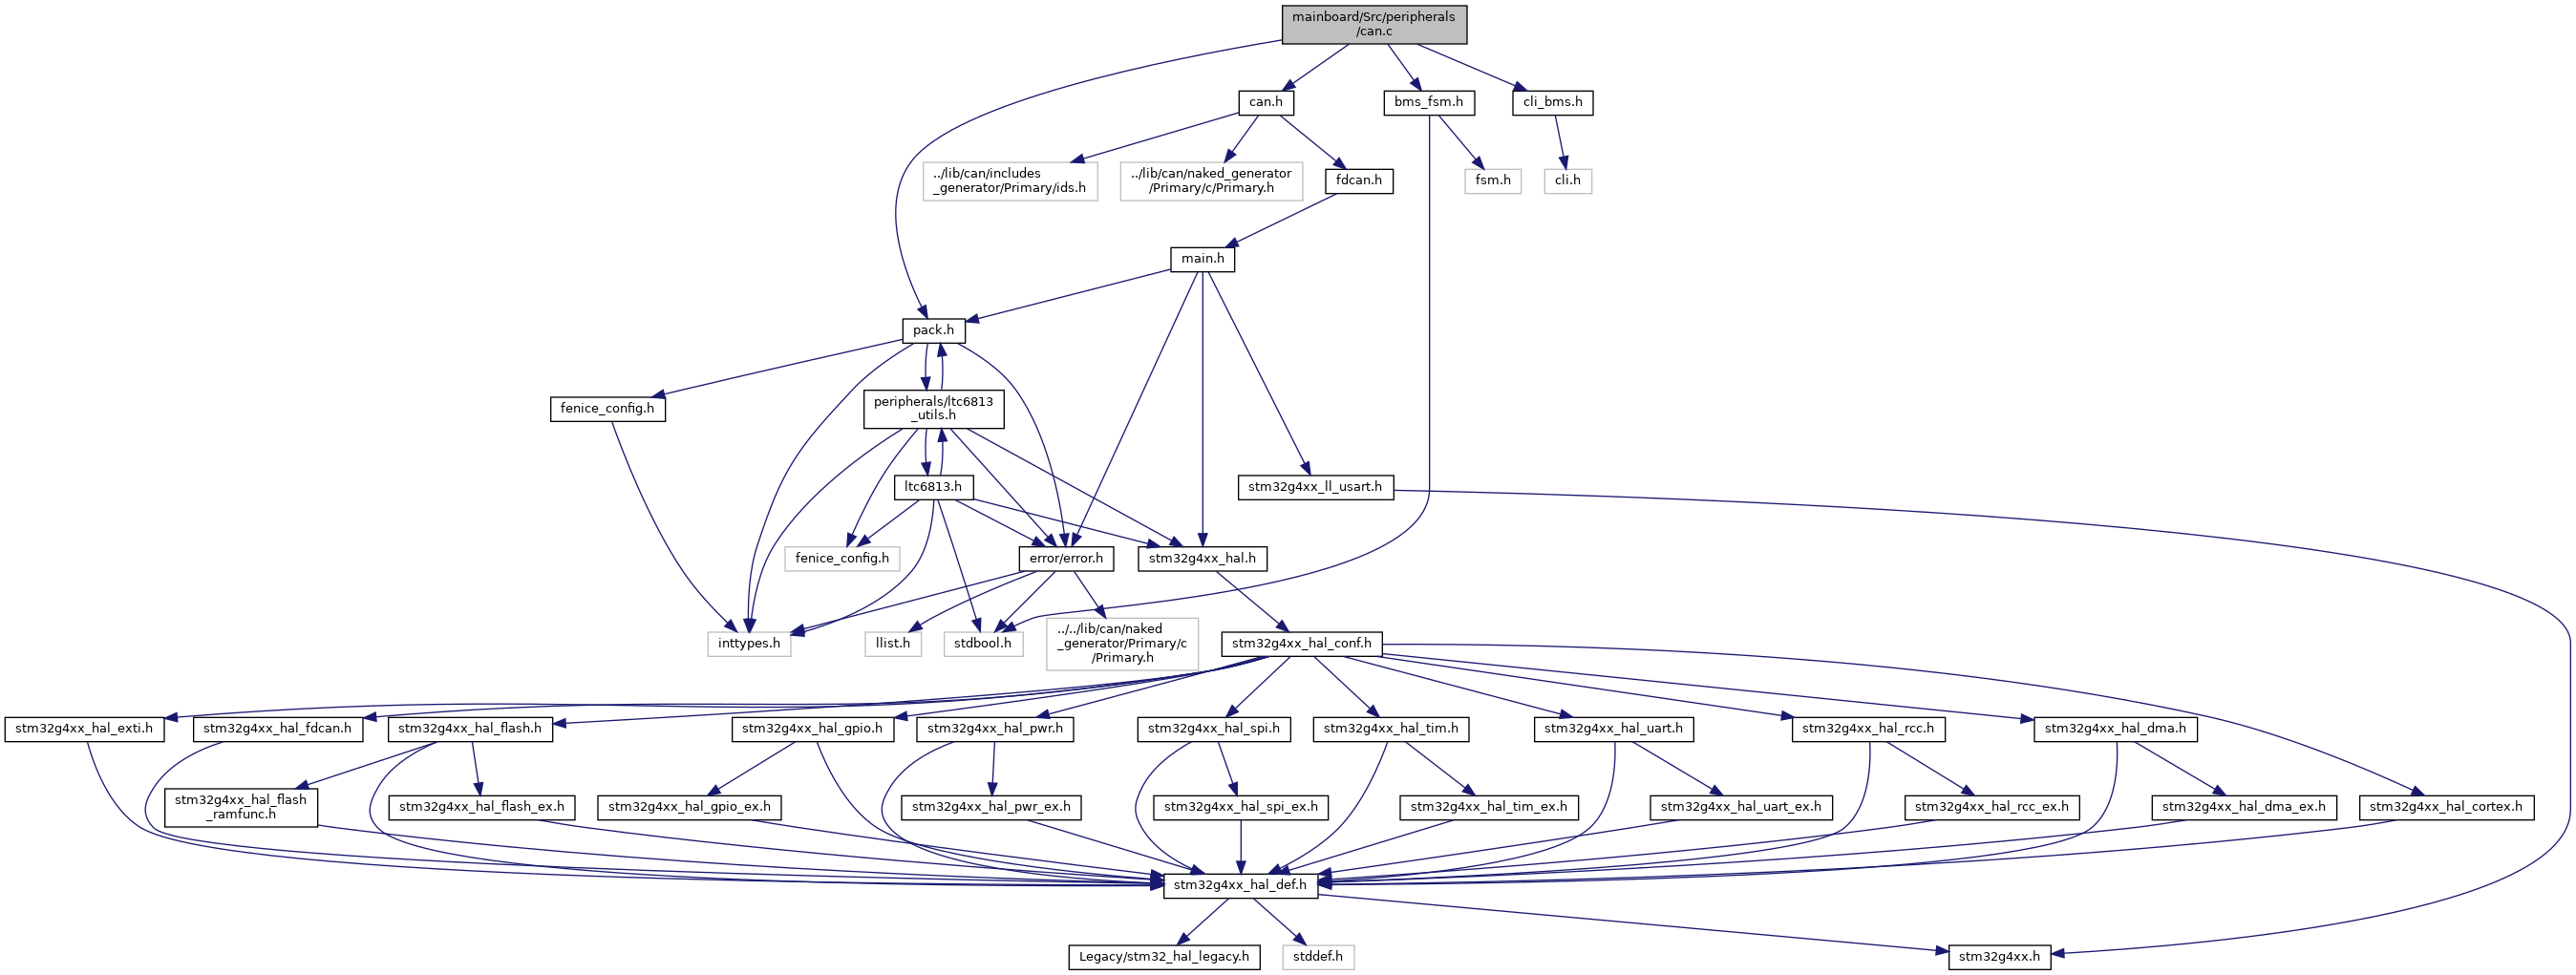 mainboard/Src/peripherals
/can.c
can.h
bms_fsm.h
cli_bms.h
../lib/can/includes
_generator/Primary/ids.h
../lib/can/naked_generator
/Primary/c/Primary.h
fdcan.h
fsm.h
cli.h
main.h
pack.h
fenice_config.h
peripherals/ltc6813
_utils.h
ltc6813.h
stm32g4xx_ll_usart.h
fenice_config.h
error/error.h
stm32g4xx_hal.h
inttypes.h
llist.h
stdbool.h
../../lib/can/naked
_generator/Primary/c
/Primary.h
stm32g4xx_hal_conf.h
stm32g4xx_hal_exti.h
stm32g4xx_hal_fdcan.h
stm32g4xx_hal_flash.h
stm32g4xx_hal_gpio.h
stm32g4xx_hal_pwr.h
stm32g4xx_hal_spi.h
stm32g4xx_hal_tim.h
stm32g4xx_hal_uart.h
stm32g4xx_hal_rcc.h
stm32g4xx_hal_dma.h
stm32g4xx_hal_flash
_ramfunc.h
stm32g4xx_hal_flash_ex.h
stm32g4xx_hal_gpio_ex.h
stm32g4xx_hal_pwr_ex.h
stm32g4xx_hal_spi_ex.h
stm32g4xx_hal_tim_ex.h
stm32g4xx_hal_uart_ex.h
stm32g4xx_hal_rcc_ex.h
stm32g4xx_hal_dma_ex.h
stm32g4xx_hal_cortex.h
stm32g4xx_hal_def.h
Legacy/stm32_hal_legacy.h
stddef.h
stm32g4xx.h